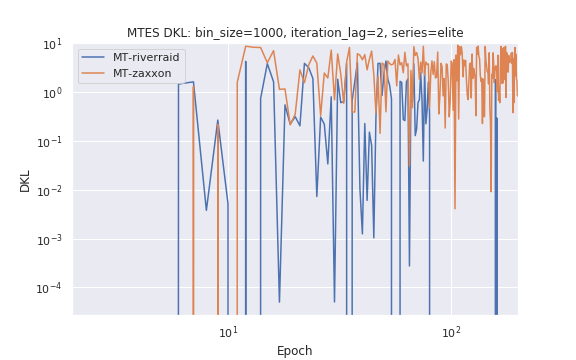 MTES DKL: bin_size=1000, iteration_lag=2, series=elite
MT-riverraid
MT-zaxxon
DKL
10¹
10⁰
10⁻¹
10⁻²
10⁻³
10⁻⁴
10¹
10²
Epoch